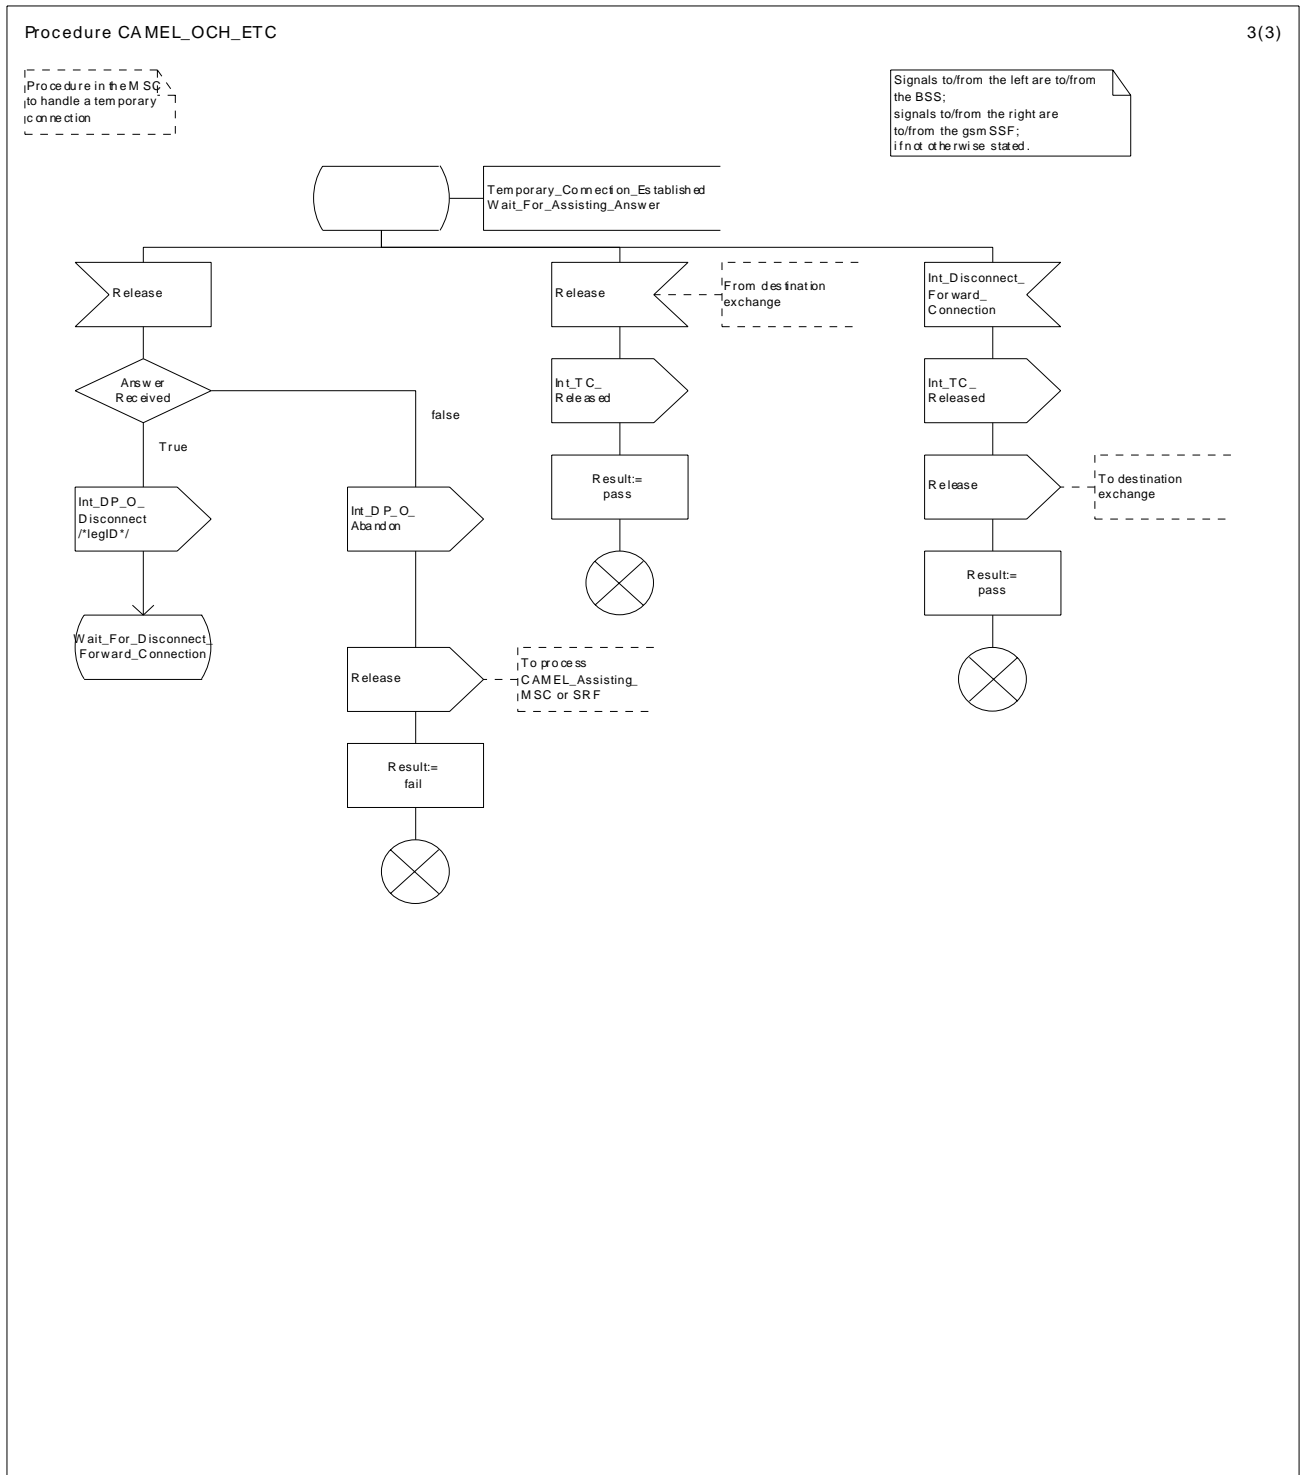 Procedure CAMEL_OCH_ETC
3(3)
Procedure in the MSC
to handle a temporary
connection
Signals to/from the left are to/from
the BSS;
signals to/from the right are
to/from the gsmSSF;
if not otherwise stated.
Temporary_Connection_Established
Wait_For_Assisting_Answer
Release
Release
From destination
exchange
Int_Disconnect_
Forward_
Connection
Answer
Received
false
True
Int_TC_
Released
Int_TC_
Released
Result:=
pass
Release
To destination
exchange
Int_DP_O_
Disconnect
/*legID*/
Int_DP_O_
Abandon
Result:=
pass
Wait_For_Disconnect_
Forward_Connection
Release
To process
CAMEL_Assisting_
MSC or SRF
Result:=
fail